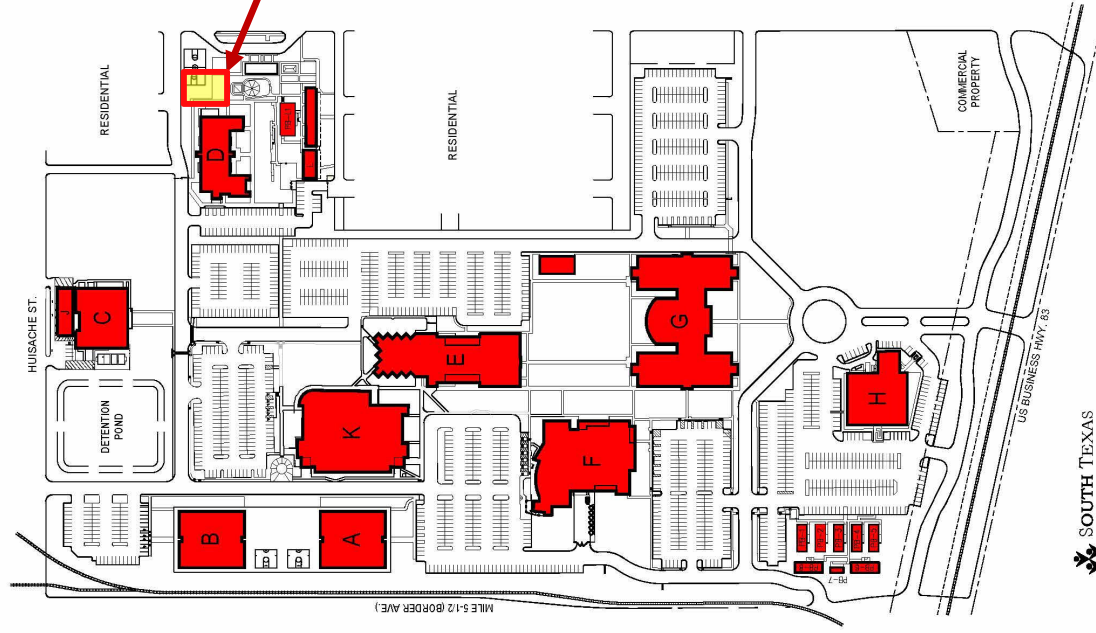 RESIDENTIAL
RESIDENTIAL
COMMERCIAL
PROPERTY
D
HUISACHE ST.
J
C
G
E
US BUSINESS HWY. 83
DETENTION
POND
K
H
F
B
A
PB-7
MILE 5-1/2 (BORDER AVE.)
SOUTH TEXAS